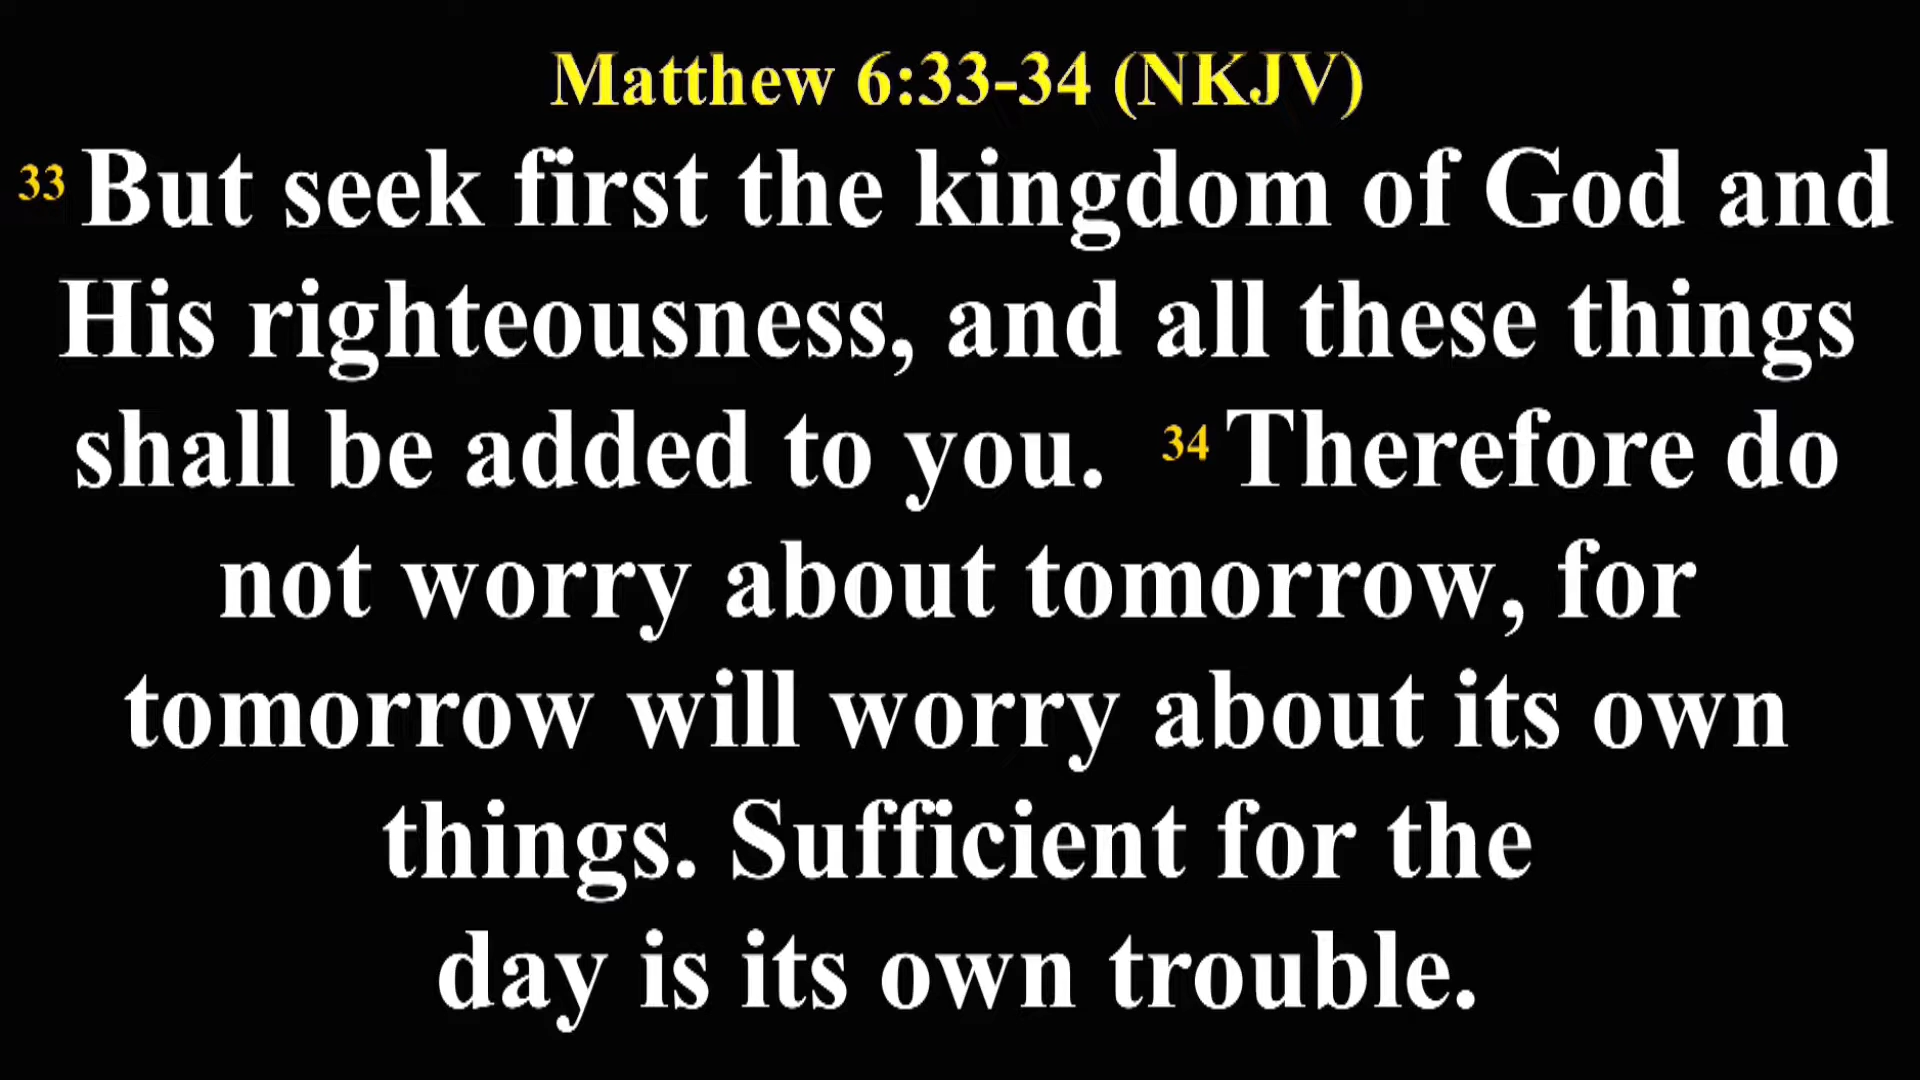 Matthew 6:33-34 (NKJV)
33 But seek first the kingdom of God and
His righteousness, and all these things
shall be added to you. 34 Therefore do
not worry about tomorrow, for
tomorrow will worry about its own
things. Sufficient for the
day is its own trouble.